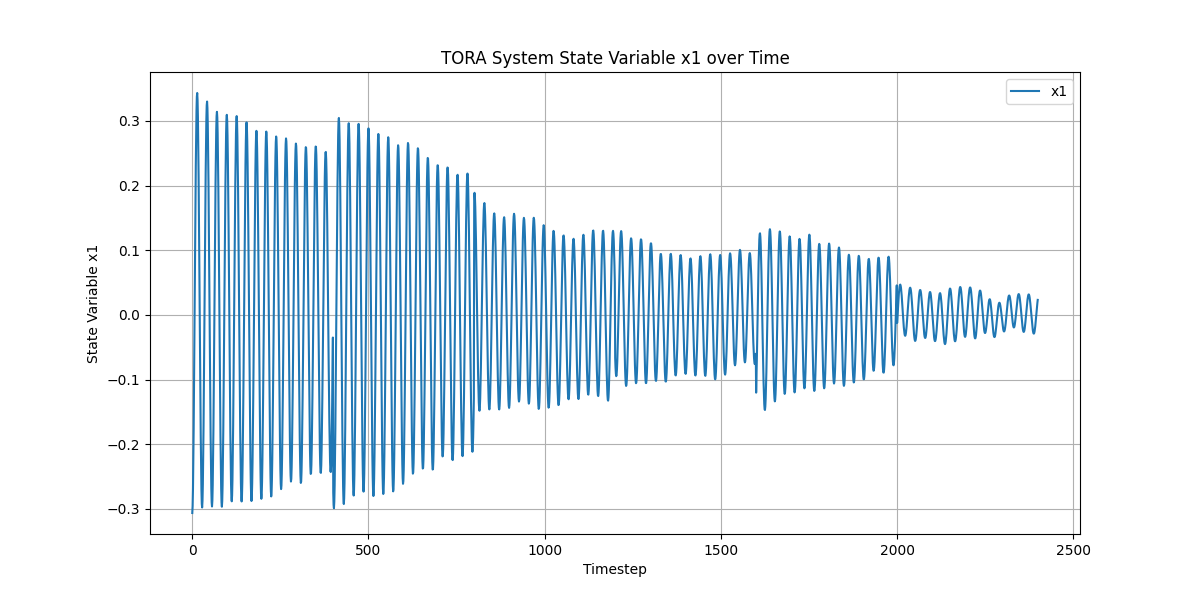 TORA System State Variable x1 over Time
x1
0.3
0.2
0.1
0.0
−0.1
−0.2
−0.3
State Variable x1
0 500 1000 1500 2000 2500
Timestep